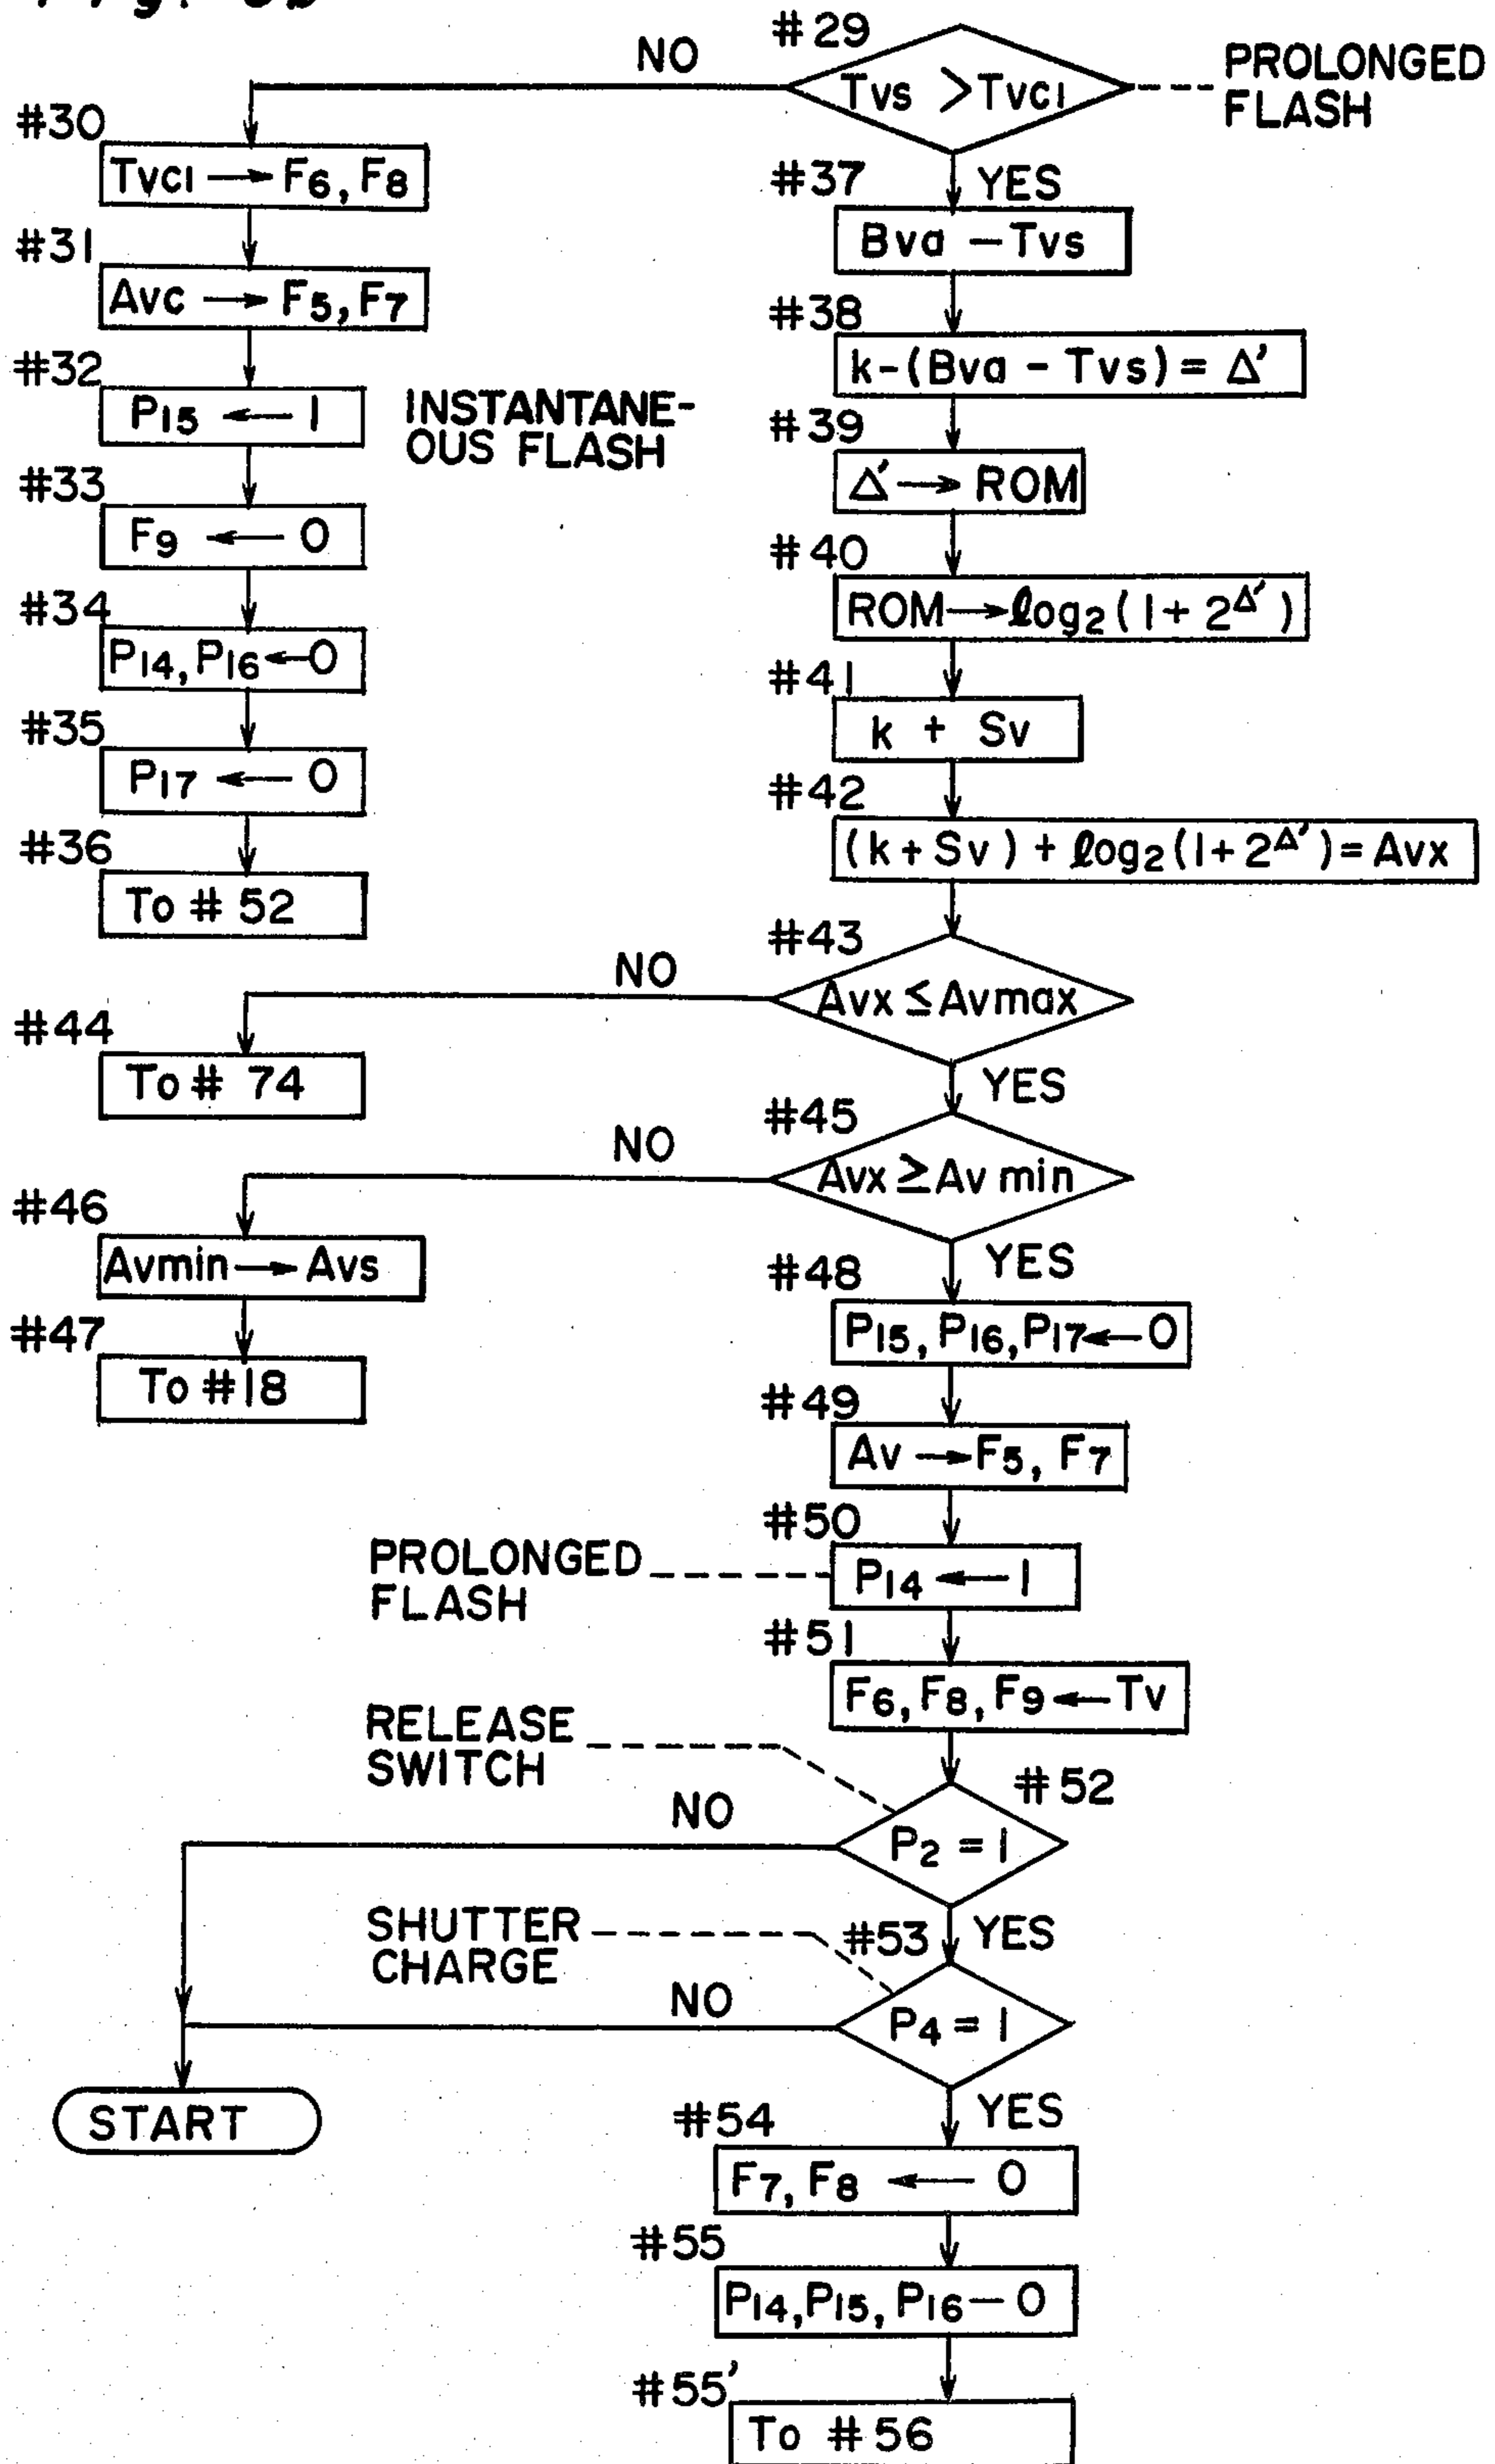 #29
NO
Tvs > Tvc1
PROLONGED
FLASH
#30
Tvc1 → F6, F8
#37
YES
Bva – Tvs
#31
Avc → F5, F7
#38
k-(Bva - Tvs) = Δ'
#32
P15 ← 1
INSTANTANE-
OUS FLASH
#39
Δ' → ROM
#33
F9 ← 0
#40
ROM → log2(1+2^Δ')
#34
P14, P16 ← 0
#41
k + Sv
#35
P17 ← 0
#42
(k+Sv) + log2(1+2^Δ') = Avx
#36
To # 52
#43
NO
Avx ≤ Avmax
#44
To # 74
YES
#45
NO
Avx ≥ Av min
#46
Avmin → Avs
YES
#48
P15, P16, P17 ← 0
#47
To #18
#49
Av → F5, F7
#50
PROLONGED
FLASH
P14 ← 1
#51
F6, F8, F9 ← Tv
RELEASE
SWITCH
#52
NO
P2 = 1
SHUTTER
CHARGE
#53
YES
NO
P4 = 1
START
YES
#54
F7, F8 ← 0
#55
P14, P15, P16 — 0
#55'
To #56